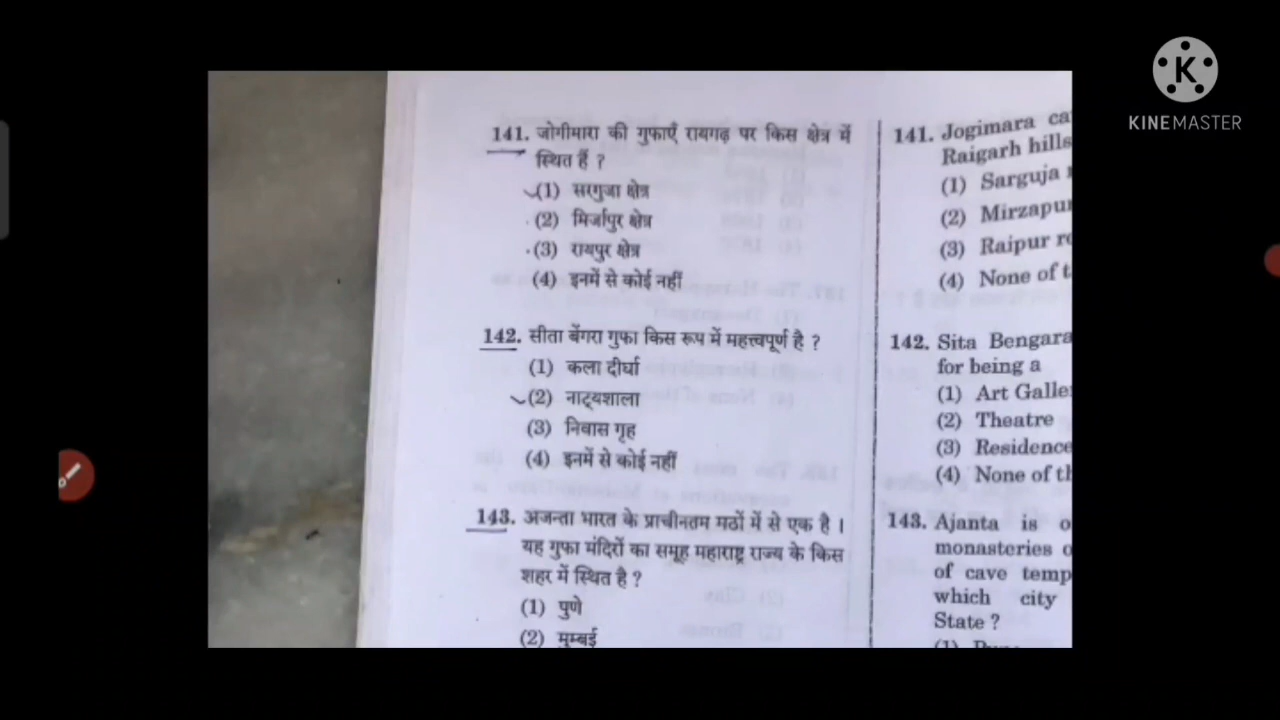 KINEMASTER
141. जोगीमारा की गुफाएँ रायगढ़ पर किस क्षेत्र में
स्थित हैं ?
(1) सरगुजा क्षेत्र
(2) मिर्जापुर क्षेत्र
(3) रायपुर क्षेत्र
(4) इनमें से कोई नहीं
142. सीता बेंगरा गुफा किस रूप में महत्त्वपूर्ण है ?
(1) कला दीर्घा
(2) नाट्यशाला
(3) निवास गृह
(4) इनमें से कोई नहीं
143. अजन्ता भारत के प्राचीनतम मठों में से एक है ।
यह गुफा मंदिरों का समूह महाराष्ट्र राज्य के किस
शहर में स्थित है ?
(1) पुणे
(2) मुम्बई
141. Jogimara ca
Raigarh hills
(1) Sarguja
(2) Mirzapur
(3) Raipur re
(4) None of t
142. Sita Bengara
for being a
(1) Art Galle
(2) Theatre
(3) Residence
(4) None of th
143. Ajanta is o
monasteries o
of cave temp
which city
State ?